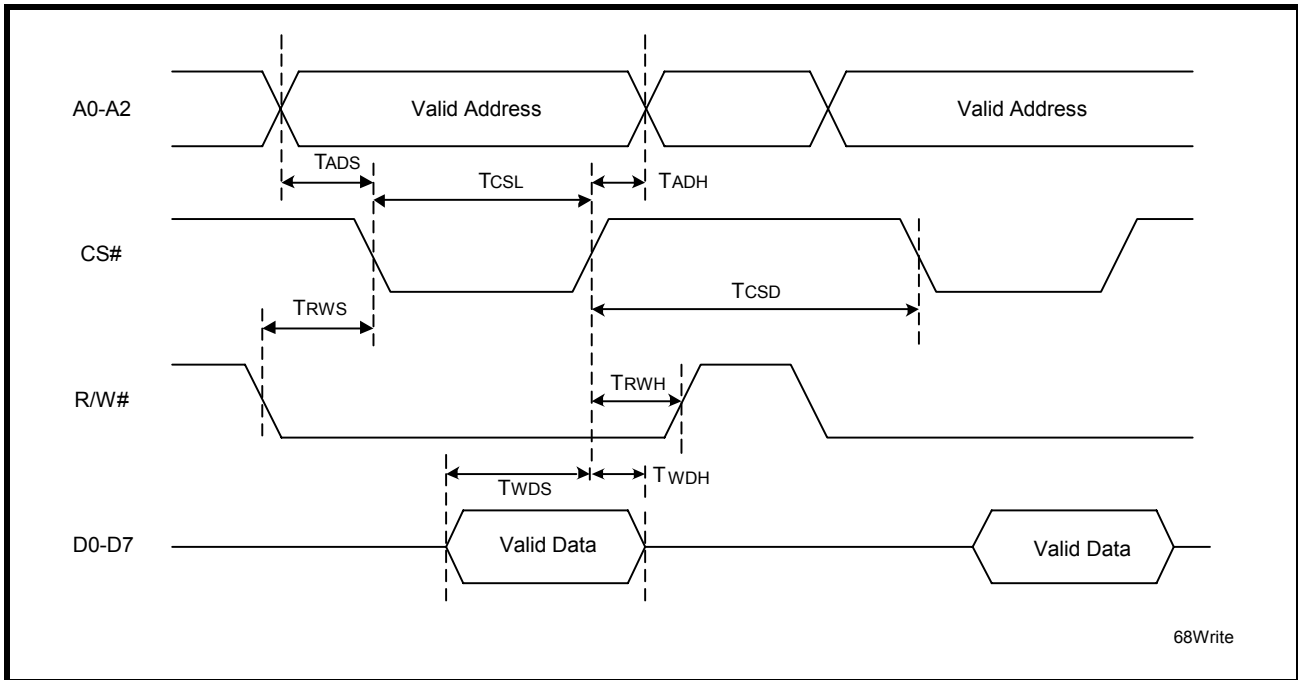 A0-A2
Valid Address
Valid Address
TADS
TCSL
TADH
CS#
TCSD
TRWS
R/W#
TRWH
TWDS
TWDH
D0-D7
Valid Data
Valid Data
68Write